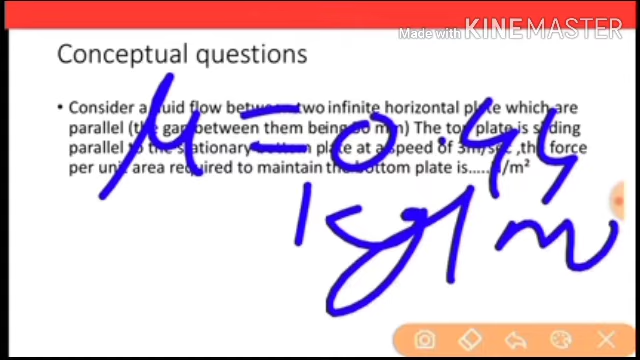 Made with KINEMASTER
Conceptual questions
• Consider a fluid flow between two infinite horizontal plate which are
parallel (the gap between them being 50 mm) The top plate is sliding
parallel to the stationary bottom plate at a speed of 3m/sec ,the force
per unit area required to maintain the bottom plate is...../m²
μ = 0.44
kg/m